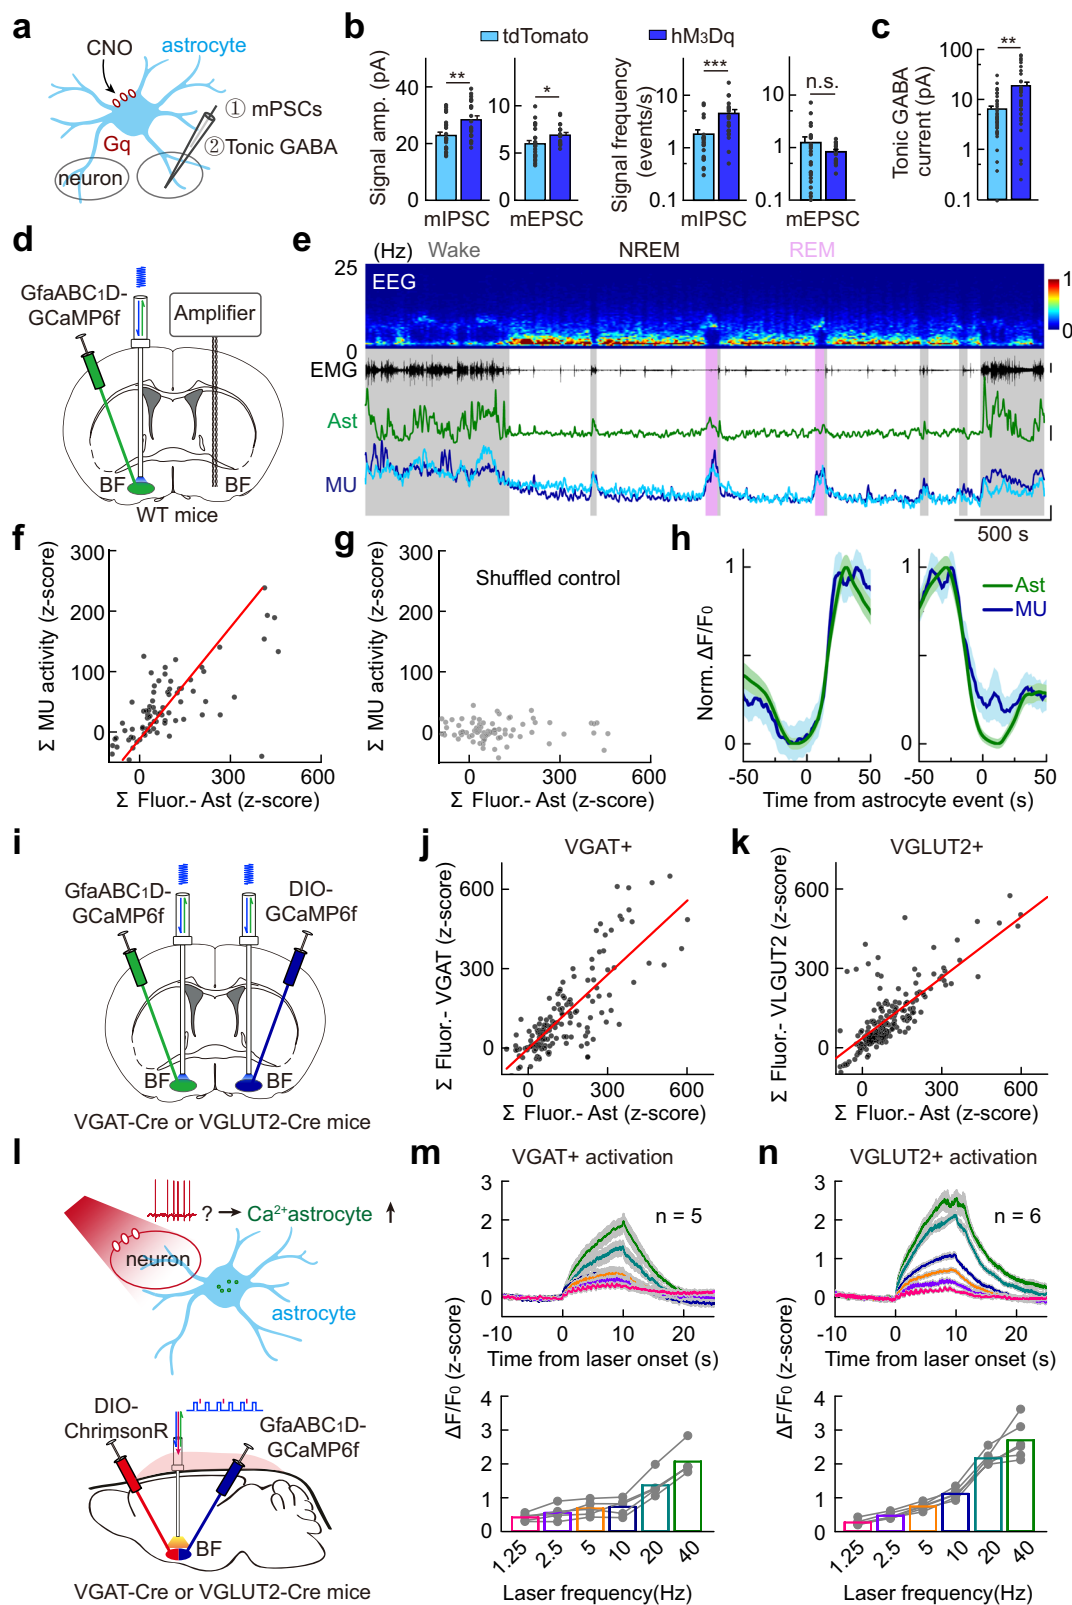 a
CNO
astrocyte
① mPSCs
Gq
② Tonic GABA
neuron
b
tdTomato
hM3Dq
Signal amp. (pA)
40
20
0
**
mIPSC
10
5
0
*
mEPSC
Signal frequency
(events/s)
10
1
0.1
***
mIPSC
10
1
0.1
n.s.
mEPSC
c
Tonic GABA
current (pA)
100
10
1
0.1
**
d
GfaABC1D-
GCaMP6f
Amplifier
BF
BF
WT mice
e
(Hz)
Wake
NREM
REM
25
EEG
0
1
0
EMG
Ast
MU
500 s
f
Σ MU activity (z-score)
300
200
100
0
0
300
600
Σ Fluor.- Ast (z-score)
g
Σ MU activity (z-score)
300
200
100
0
Shuffled control
0
300
600
Σ Fluor.- Ast (z-score)
h
Norm. ΔF/F0
1
0
1
0
Ast
MU
-50
0
50
-50
0
50
Time from astrocyte event (s)
i
GfaABC1D-
GCaMP6f
DIO-
GCaMP6f
BF
BF
VGAT-Cre or VGLUT2-Cre mice
j
VGAT+
Σ Fluor.- VGAT (z-score)
600
300
0
0
300
600
Σ Fluor.- Ast (z-score)
k
VGLUT2+
Σ Fluor.- VLGUT2 (z-score)
600
300
0
0
300
600
Σ Fluor.- Ast (z-score)
l
? → Ca2+ astrocyte ↑
neuron
astrocyte
DIO-
ChrimsonR
GfaABC1D-
GCaMP6f
BF
VGAT-Cre or VGLUT2-Cre mice
m
VGAT+ activation
3
2
1
0
n = 5
-10
0
10
20
Time from laser onset (s)
ΔF/F0 (z-score)
4
3
2
1
0
1.25
2.5
5
10
20
40
Laser frequency(Hz)
n
VGLUT2+ activation
3
2
1
0
n = 6
-10
0
10
20
Time from laser onset (s)
ΔF/F0 (z-score)
4
3
2
1
0
1.25
2.5
5
10
20
40
Laser frequency(Hz)